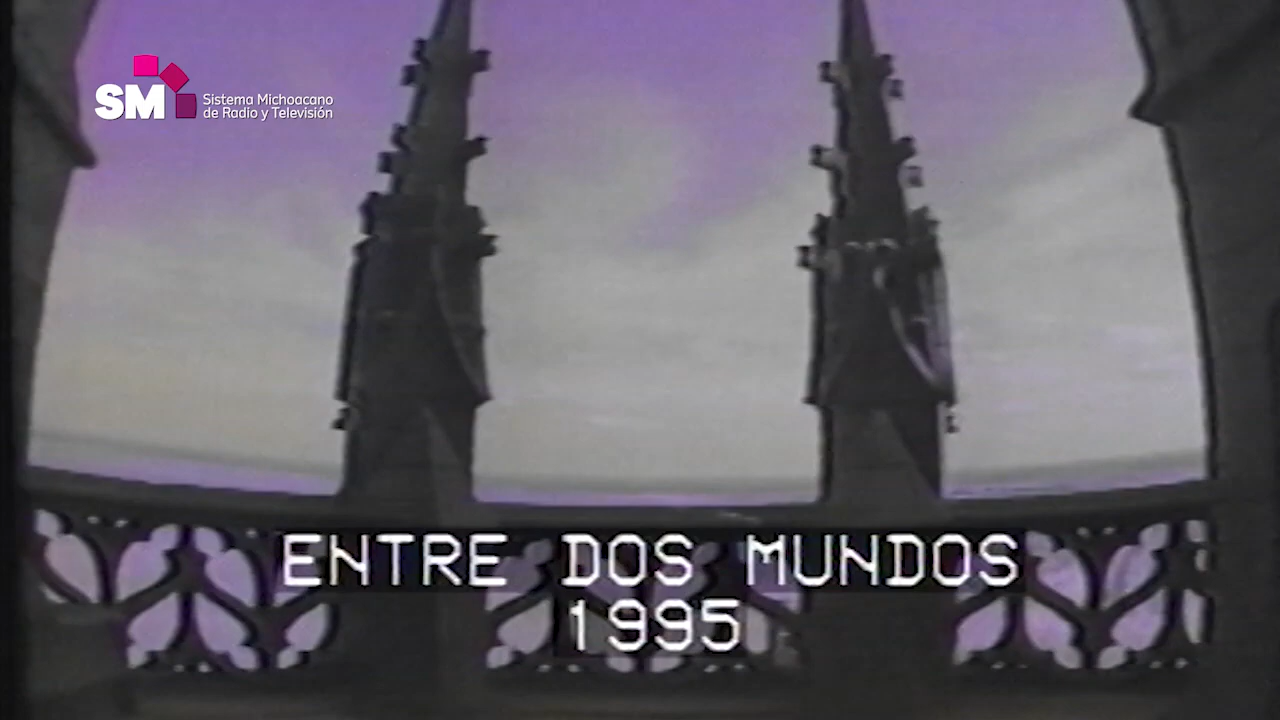 SM
Sistema Michoacano
de Radio y Televisión
ENTRE DOS MUNDOS
1995